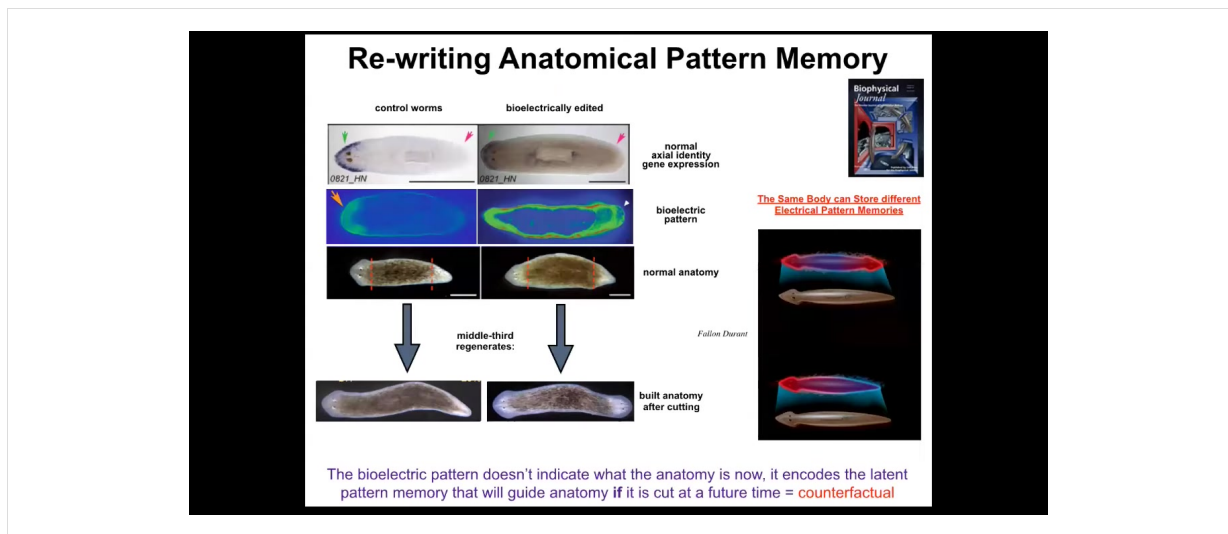 Re-writing Anatomical Pattern Memory
control worms
bioelectrically edited
Biophysical
Journal
0821_HN
0821_HN
normal
axial identity
gene expression
bioelectric
pattern
The Same Body can Store different
Electrical Pattern Memories
normal anatomy
middle-third
regenerates:
Fallon Durant
built anatomy
after cutting
The bioelectric pattern doesn't indicate what the anatomy is now, it encodes the latent
pattern memory that will guide anatomy if it is cut at a future time = counterfactual